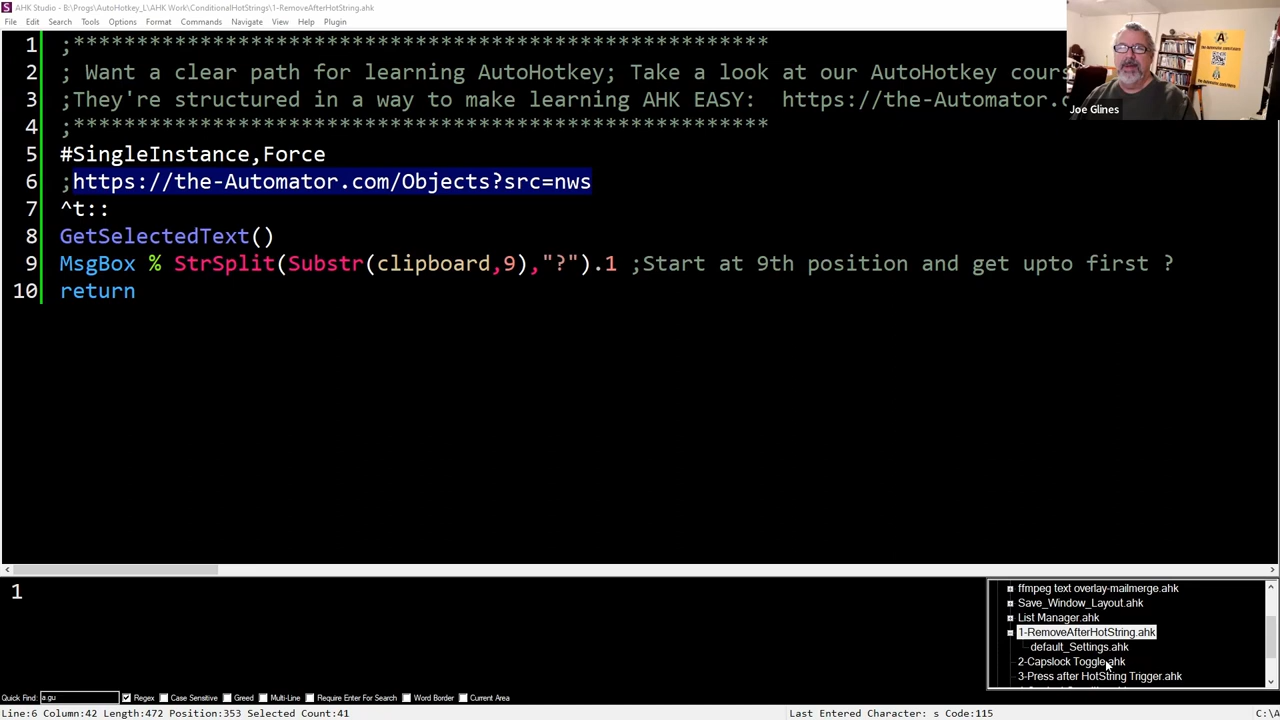 AHK Studio - B:\Progs\AutoHotkey_L\AHK Work\ConditionalHotStrings\1-RemoveAfterHotString.ahk
File Edit Search Tools Options Format Commands Navigate View Help Plugin
1 ;*******************************************************
2 ; Want a clear path for learning AutoHotkey; Take a look at our AutoHotkey cours
3 ;They're structured in a way to make learning AHK EASY: https://the-Automator.c
4 ;*******************************************************
5 #SingleInstance,Force
6 ;https://the-Automator.com/Objects?src=nws
7 ^t::
8 GetSelectedText()
9 MsgBox % StrSplit(Substr(clipboard,9),"?").1 ;Start at 9th position and get upto first ?
10 return
Joe Glines
1
ffmpeg text overlay-mailmerge.ahk
Save_Window_Layout.ahk
List Manager.ahk
1-RemoveAfterHotString.ahk
default_Settings.ahk
2-Capslock Toggle.ahk
3-Press after HotString Trigger.ahk
Quick Find: a.gu Regex Case Sensitive Greed Multi-Line Require Enter For Search Word Border Current Area
Line:6 Column:42 Length:472 Position:353 Selected Count:41 Last Entered Character: s Code:115 C:\A